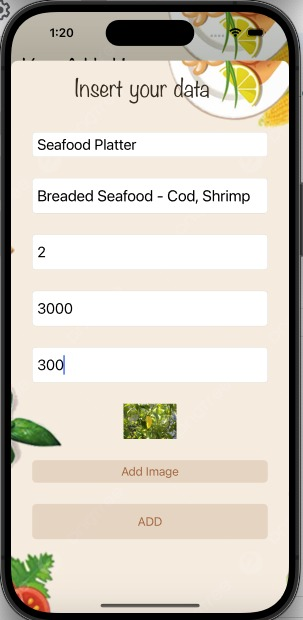 1:20
Insert your data
Seafood Platter
Breaded Seafood - Cod, Shrimp
2
3000
300
Add Image
ADD